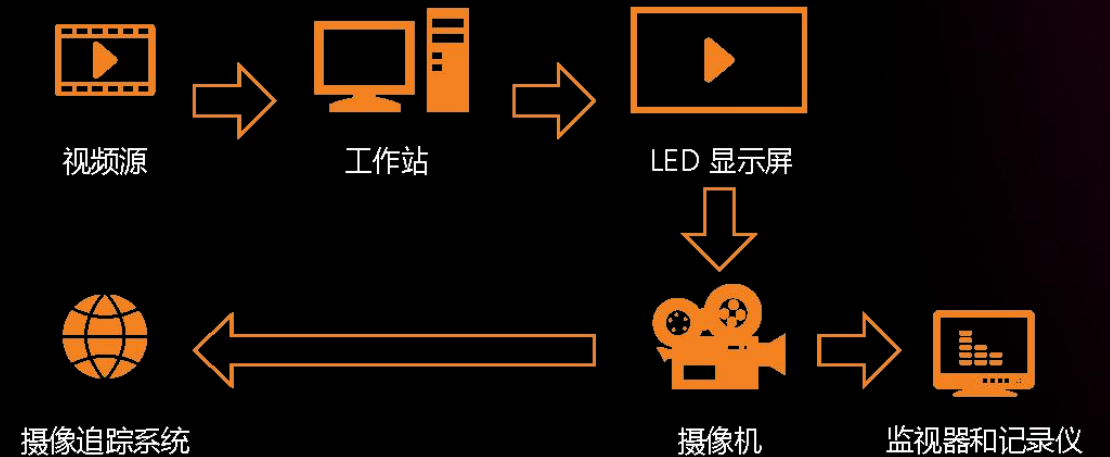 视频源
工作站
LED 显示屏
摄像追踪系统
摄像机
监视器和记录仪